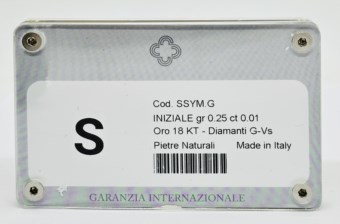 S
Cod. SSYM.G
INIZIALE gr 0.25 ct 0.01
Oro 18 KT - Diamanti G-Vs
Pietre Naturali Made in Italy
GARANZIA INTERNAZIONALE